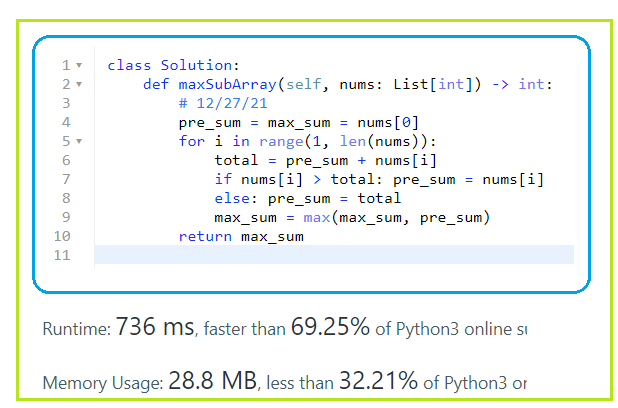 1 class Solution:
2 def maxSubArray(self, nums: List[int]) -> int:
3 # 12/27/21
4 pre_sum = max_sum = nums[0]
5 for i in range(1, len(nums)):
6 total = pre_sum + nums[i]
7 if nums[i] > total: pre_sum = nums[i]
8 else: pre_sum = total
9 max_sum = max(max_sum, pre_sum)
10 return max_sum
11
Runtime: 736 ms, faster than 69.25% of Python3 online
Memory Usage: 28.8 MB, less than 32.21% of Python3